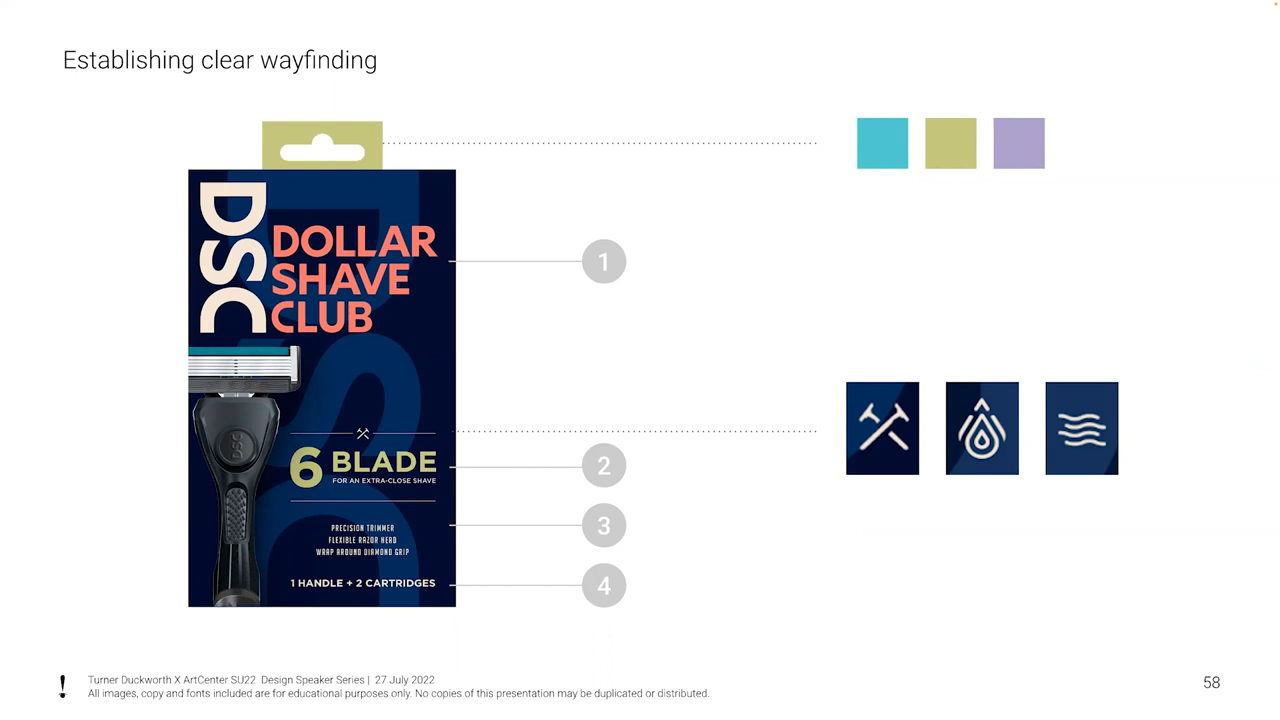 Establishing clear wayfinding
DSC
DOLLAR
SHAVE
CLUB
1
DSC
6 BLADE
FOR AN EXTRA-CLOSE SHAVE
2
PRECISION TRIMMER
FLEXIBLE RAZOR HEAD
WRAP AROUND DIAMOND GRIP
3
1 HANDLE + 2 CARTRIDGES
4
Turner Duckworth X ArtCenter SU22 Design Speaker Series | 27 July 2022
All images, copy and fonts included are for educational purposes only. No copies of this presentation may be duplicated or distributed.
58